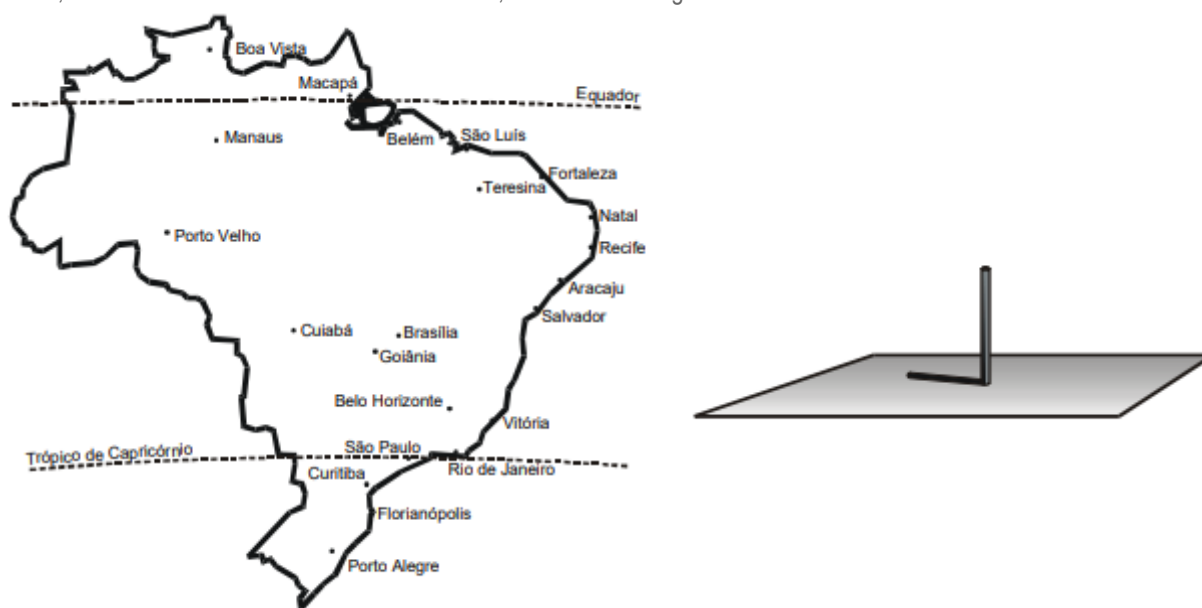 Boa Vista
Macapá
Equador
Manaus
Belém
São Luís
Fortaleza
Teresina
Natal
Porto Velho
Recife
Aracaju
Salvador
Cuiabá
Brasília
Goiânia
Belo Horizonte
Vitória
Trópico de Capricórnio
São Paulo
Rio de Janeiro
Curitiba
Florianópolis
Porto Alegre